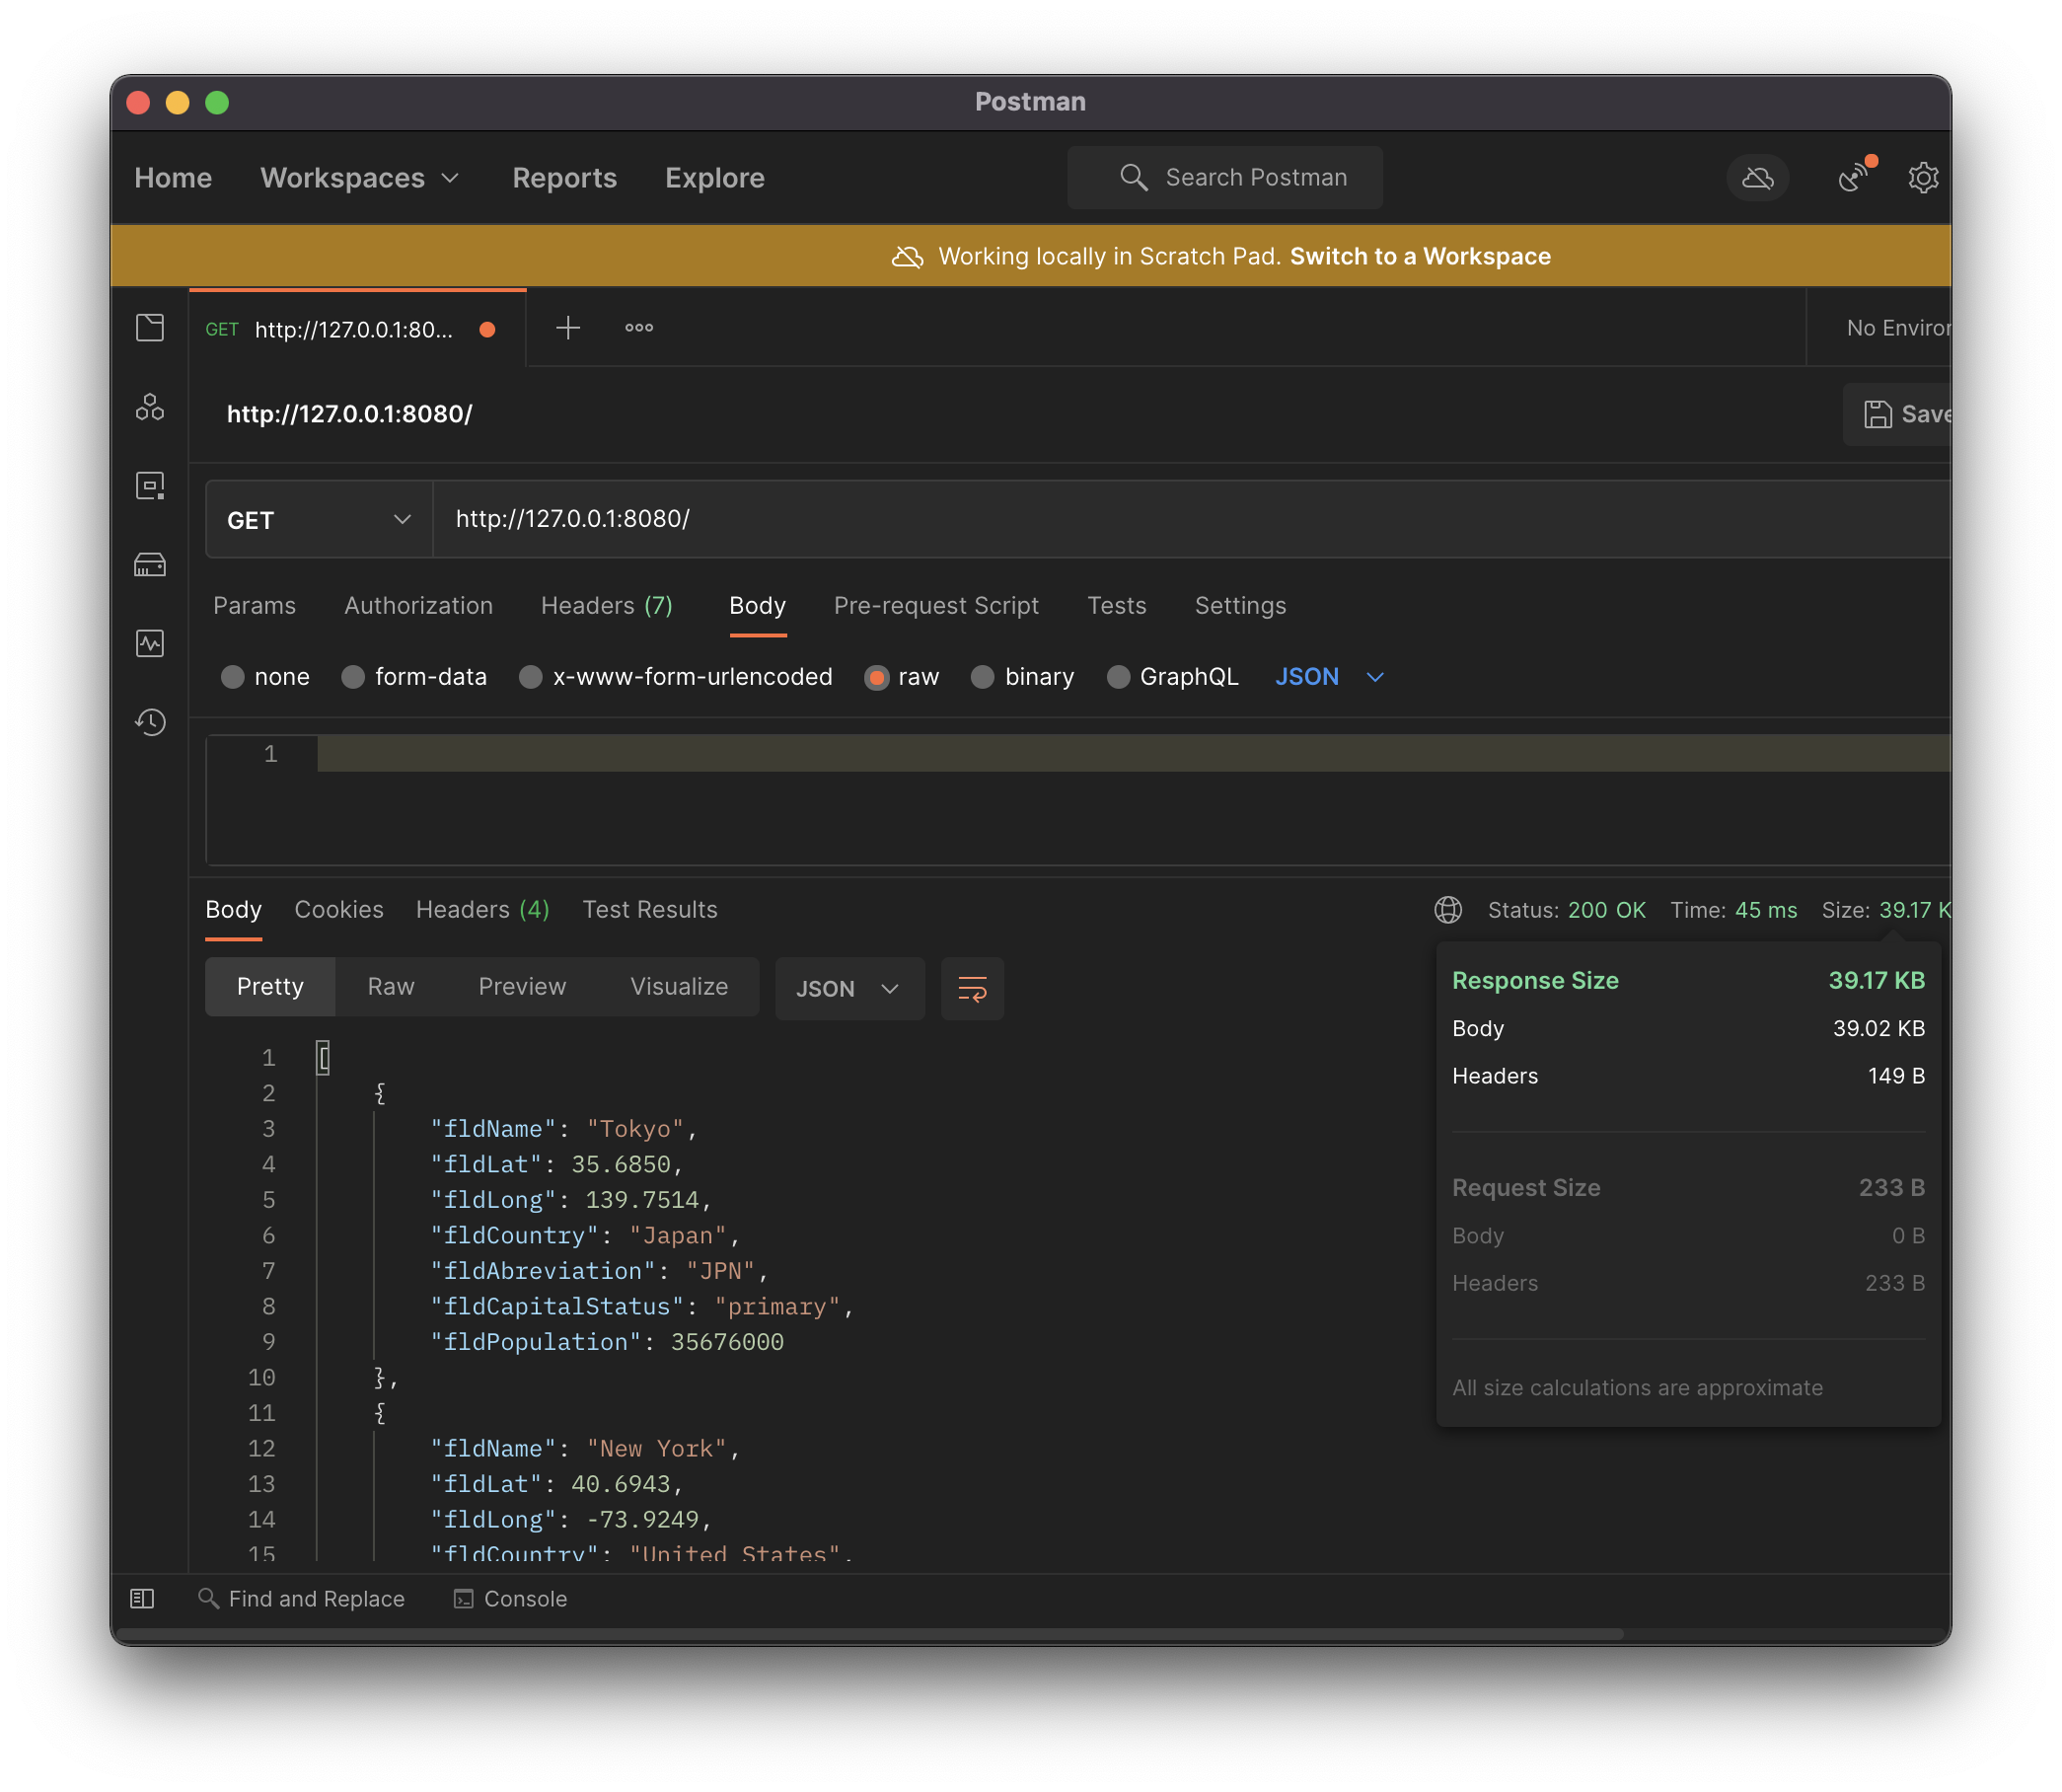 Postman
Home Workspaces Reports Explore Search Postman
Working locally in Scratch Pad. Switch to a Workspace
GET http://127.0.0.1:80... No Enviror
http://127.0.0.1:8080/ Save
GET http://127.0.0.1:8080/
Params Authorization Headers (7) Body Pre-request Script Tests Settings
none form-data x-www-form-urlencoded raw binary GraphQL JSON
1
Body Cookies Headers (4) Test Results Status: 200 OK Time: 45 ms Size: 39.17 K
Pretty Raw Preview Visualize JSON
Response Size 39.17 KB
Body 39.02 KB
Headers 149 B
Request Size 233 B
Body 0 B
Headers 233 B
All size calculations are approximate
1 [
2 {
3 "fldName": "Tokyo",
4 "fldLat": 35.6850,
5 "fldLong": 139.7514,
6 "fldCountry": "Japan",
7 "fldAbreviation": "JPN",
8 "fldCapitalStatus": "primary",
9 "fldPopulation": 35676000
10 },
11 {
12 "fldName": "New York",
13 "fldLat": 40.6943,
14 "fldLong": -73.9249,
15 "fldCountry": "United States",
Find and Replace Console